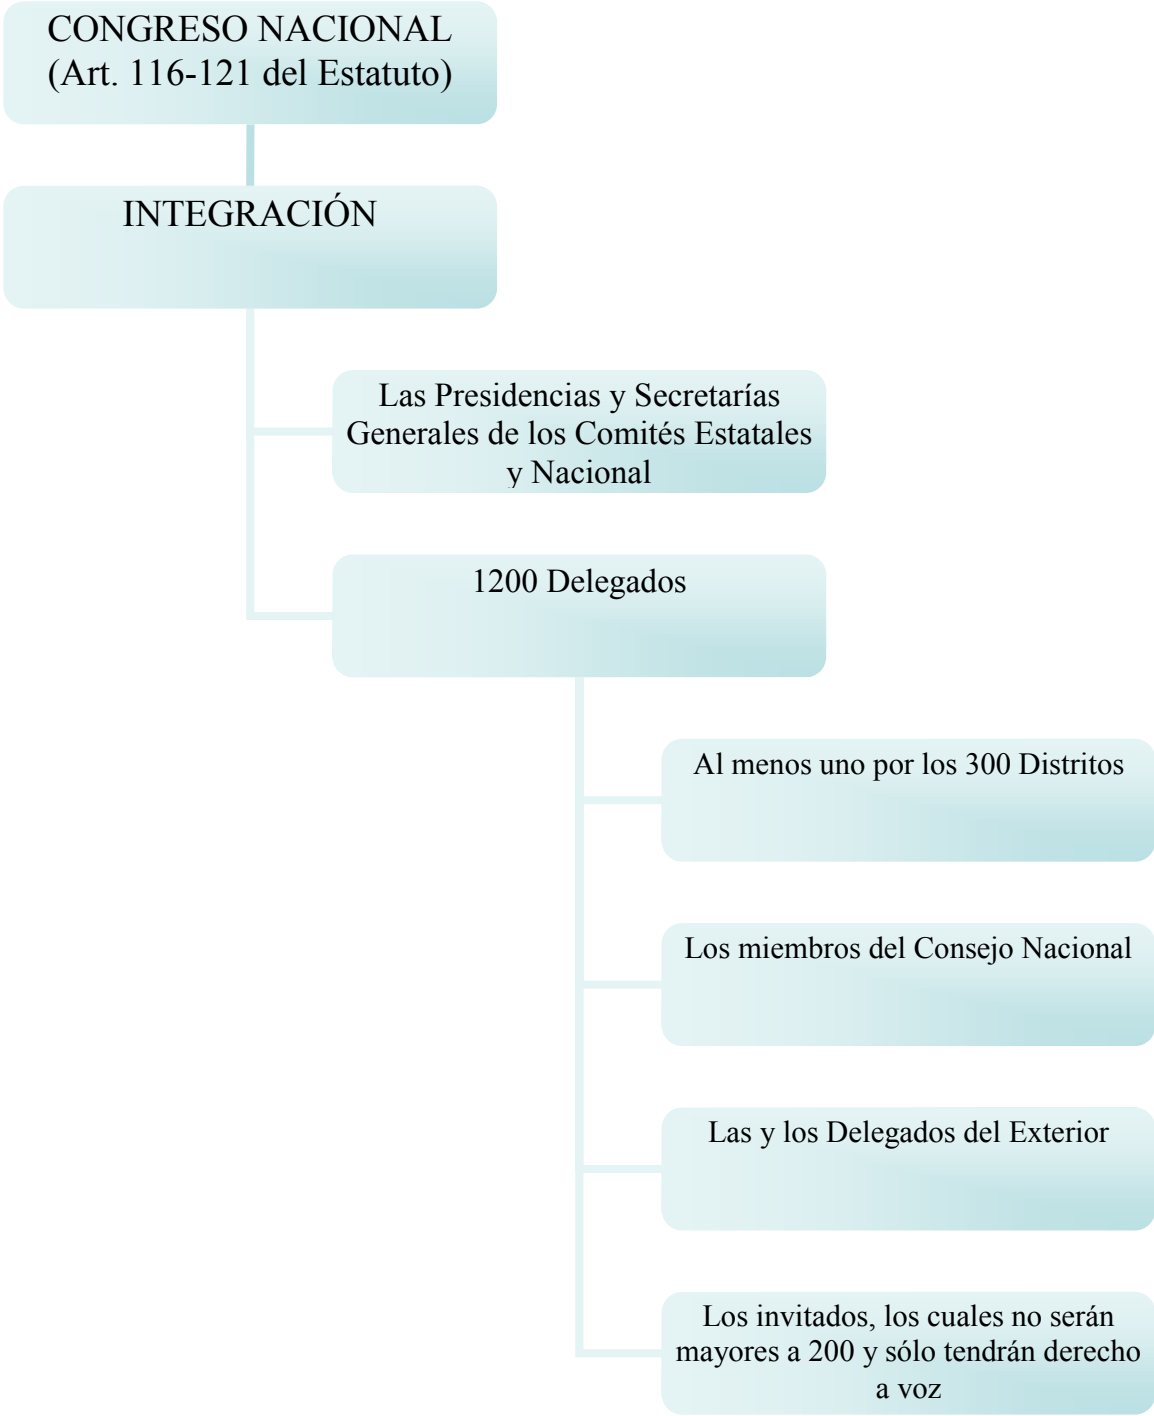 CONGRESO NACIONAL
(Art. 116-121 del Estatuto)
INTEGRACIÓN
Las Presidencias y Secretarías
Generales de los Comités Estatales
y Nacional
1200 Delegados
Al menos uno por los 300 Distritos
Los miembros del Consejo Nacional
Las y los Delegados del Exterior
Los invitados, los cuales no serán
mayores a 200 y sólo tendrán derecho
a voz